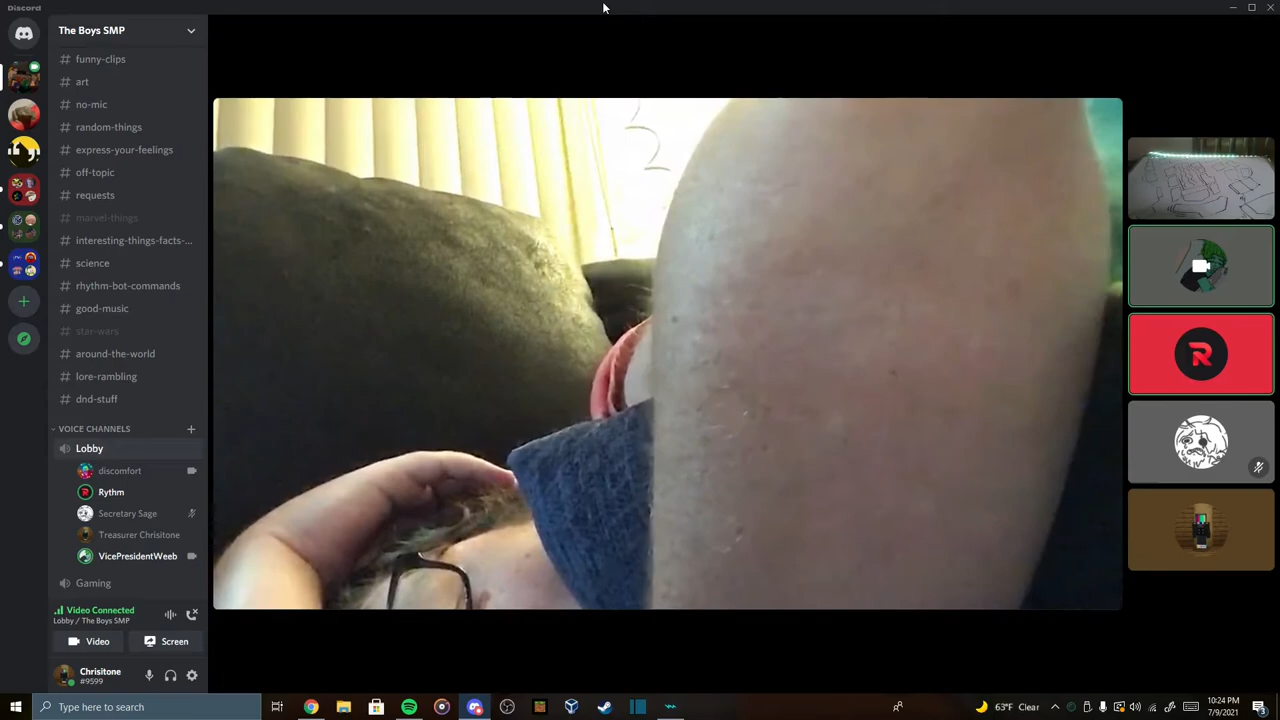 Discord
The Boys SMP
# funny-clips
# art
# no-mic
# random-things
# express-your-feelings
# off-topic
# requests
# marvel-things
# interesting-things-facts-...
# science
# rhythm-bot-commands
# good-music
# star-wars
# around-the-world
# lore-rambling
# dnd-stuff
VOICE CHANNELS
Lobby
discomfort
Rythm
Secretary Sage
Treasurer Chrisitone
VicePresidentWeeb
Gaming
Video Connected
Lobby / The Boys SMP
Video
Screen
Chrisitone
#9599
Type here to search
63°F Clear
10:24 PM
7/9/2021
3